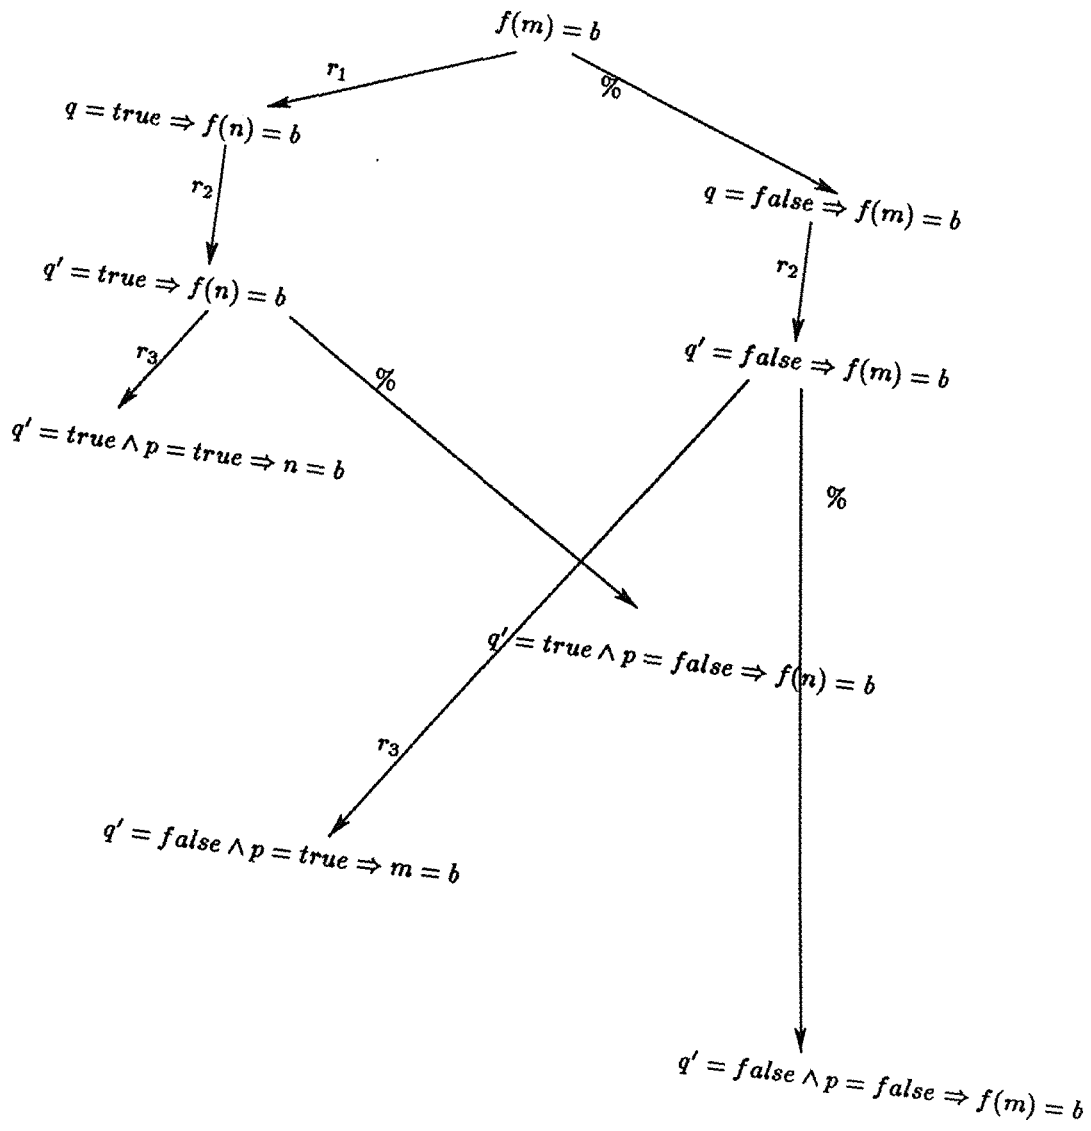 f(m) = b
r₁
%
q = true ⇒ f(n) = b
r₂
q = false ⇒ f(m) = b
r₂
q′ = true ⇒ f(n) = b
r₃
%
q′ = false ⇒ f(m) = b
q′ = true ∧ p = true ⇒ n = b
%
q′ = true ∧ p = false ⇒ f(n) = b
r₃
q′ = false ∧ p = true ⇒ m = b
q′ = false ∧ p = false ⇒ f(m) = b